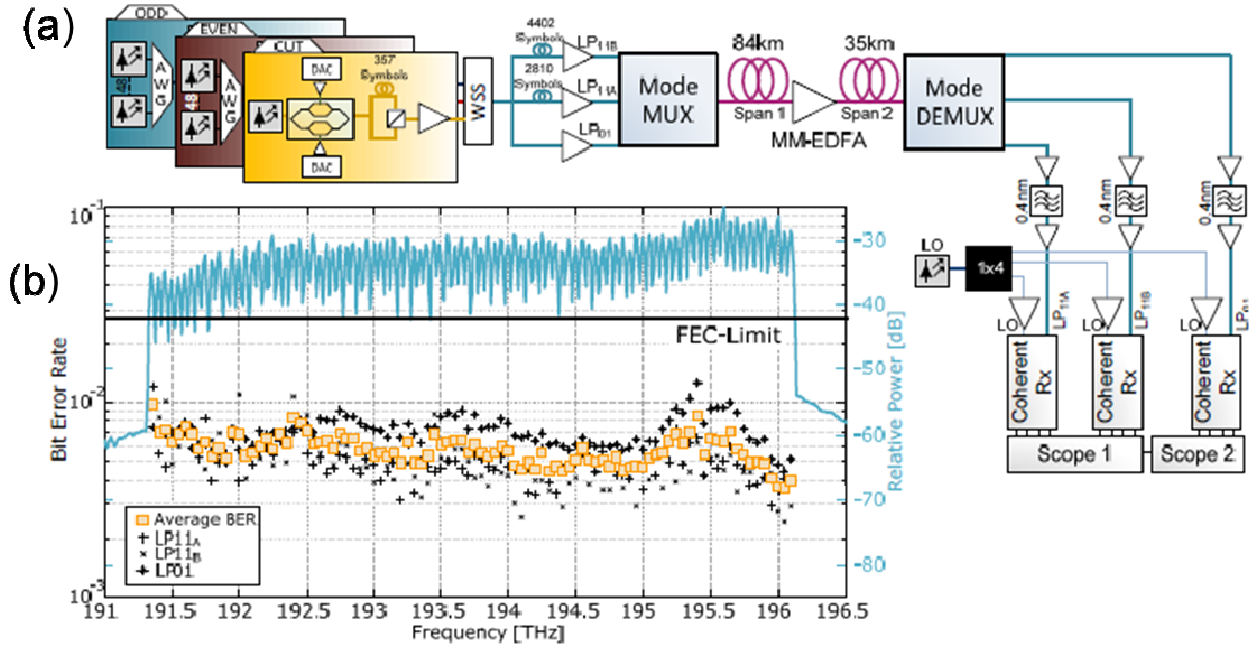 (a)
ODD
EVEN
CUT
48
AWG
48
AWG
DAC
DAC
357
Symbols
WSS
4402
Symbols
2810
Symbols
LP11B
LP11A
LP01
Mode
MUX
84km
Span 1
MM-EDFA
35km
Span 2
Mode
DEMUX
0.4nm
0.4nm
0.4nm
LO
1x4
LO
LP11A
LO
LP11B
LO
LP01
Coherent
Rx
Coherent
Rx
Coherent
Rx
Scope 1
Scope 2
(b)
10-1
10-2
10-3
Bit Error Rate
FEC-Limit
-30
-40
-50
-60
-70
-80
Relative Power [dB]
Average BER
LP11A
LP11B
LP01
191 191.5 192 192.5 193 193.5 194 194.5 195 195.5 196 196.5
Frequency [THz]